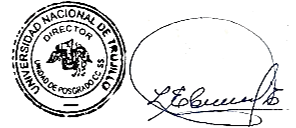 UNIVERSIDAD NACIONAL DE TRUJILLO
DIRECTOR
UNIDAD DE POSGRADO CC. SS